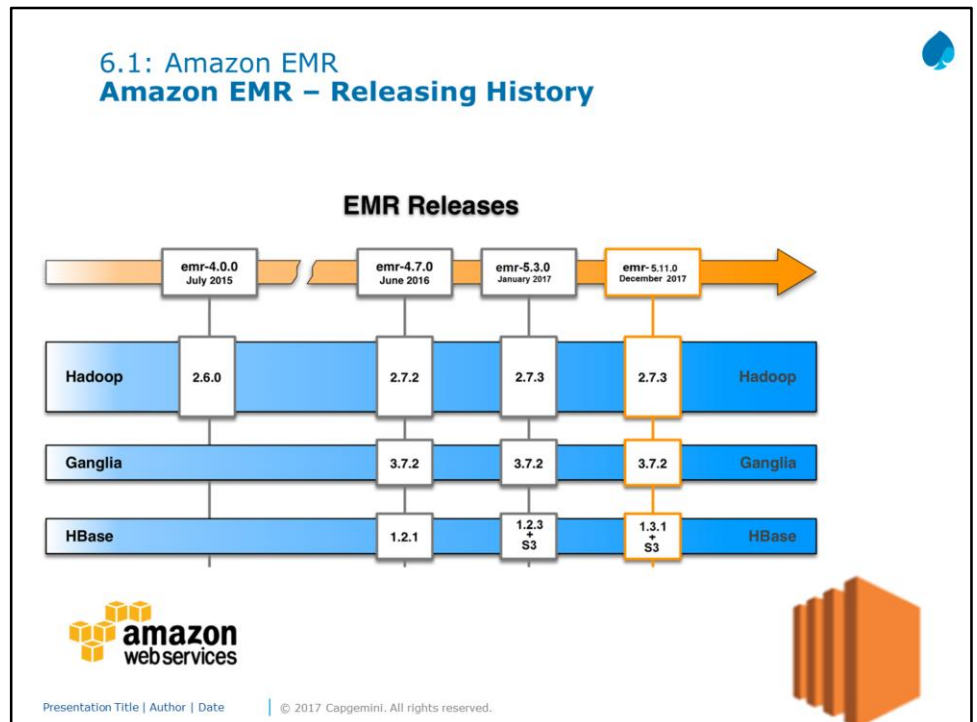 6.1: Amazon EMR
Amazon EMR – Releasing History
EMR Releases
emr-4.0.0
July 2015
emr-4.7.0
June 2016
emr-5.3.0
January 2017
emr- 5.11.0
December 2017
Hadoop
2.6.0
2.7.2
2.7.3
2.7.3
Hadoop
Ganglia
3.7.2
3.7.2
3.7.2
Ganglia
HBase
1.2.1
1.2.3
+
S3
1.3.1
+
S3
HBase
amazon
web services
Presentation Title | Author | Date
© 2017 Capgemini. All rights reserved.